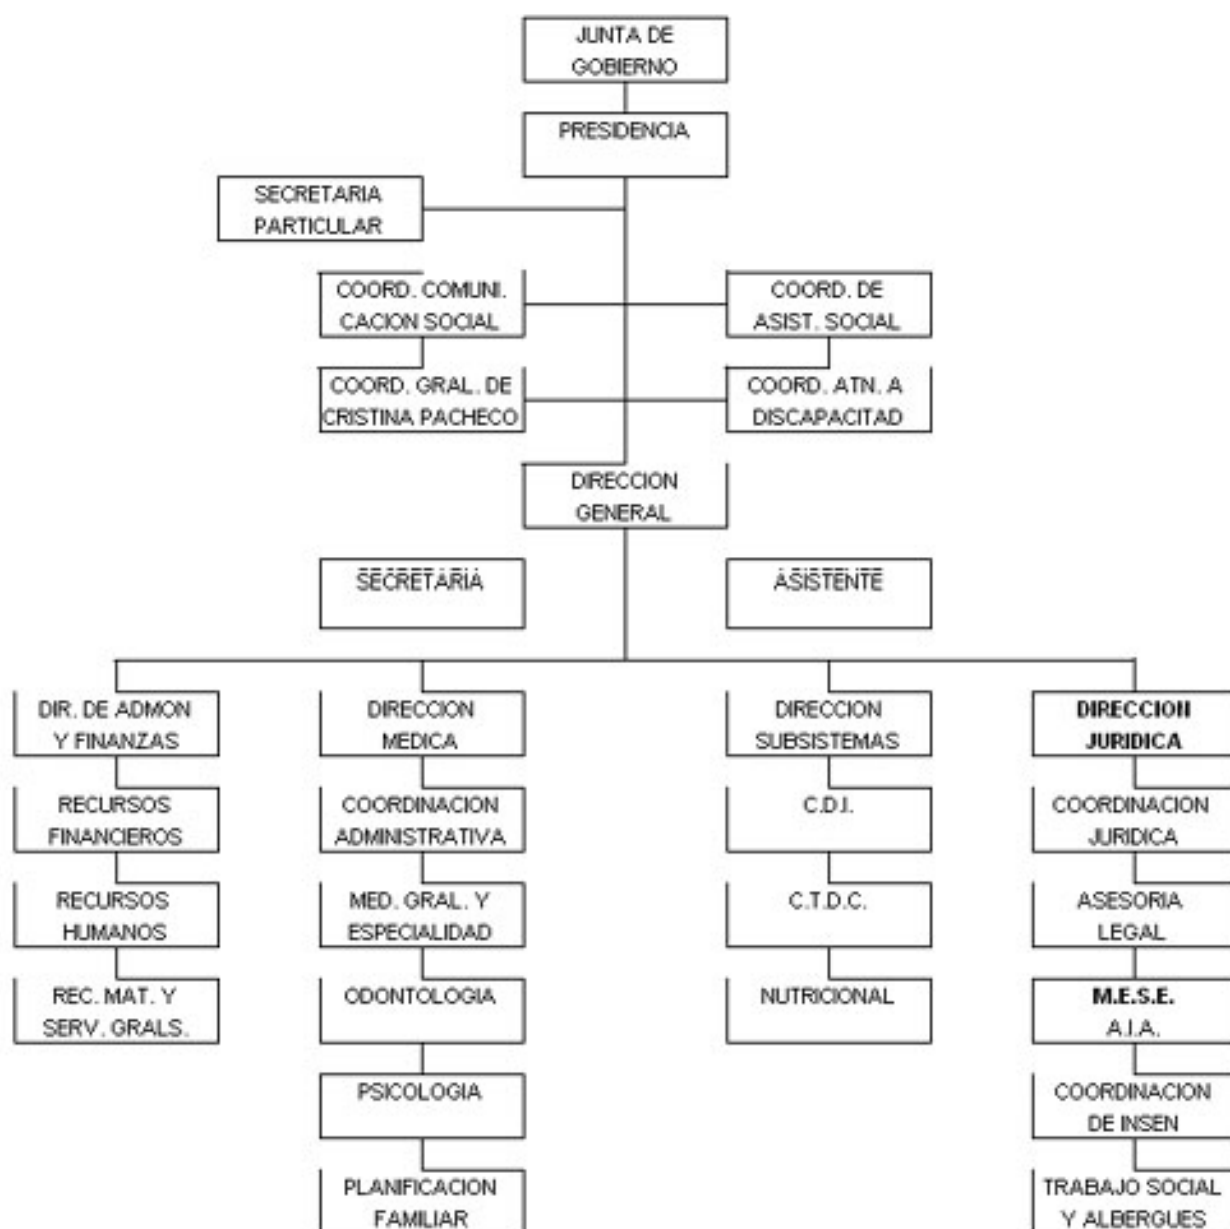 JUNTA DE
GOBIERNO
PRESIDENCIA
SECRETARIA
PARTICULAR
COORD. COMUNI.
CACION SOCIAL
COORD. DE
ASIST. SOCIAL
COORD. GRAL. DE
CRISTINA PACHECO
COORD. ATN. A
DISCAPACITAD
DIRECCION
GENERAL
SECRETARIA
ASISTENTE
DIR. DE ADMON
Y FINANZAS
DIRECCION
MEDICA
DIRECCION
SUBSISTEMAS
DIRECCION
JURIDICA
RECURSOS
FINANCIEROS
COORDINACION
ADMINISTRATIVA
C.D.I.
COORDINACION
JURIDICA
RECURSOS
HUMANOS
MED. GRAL. Y
ESPECIALIDAD
C.T.D.C.
ASESORIA
LEGAL
REC. MAT. Y
SERV. GRALS.
ODONTOLOGIA
NUTRICIONAL
M.E.S.E.
A.I.A.
PSICOLOGIA
COORDINACION
DE INSEN
PLANIFICACION
FAMILIAR
TRABAJO SOCIAL
Y ALBERGUES